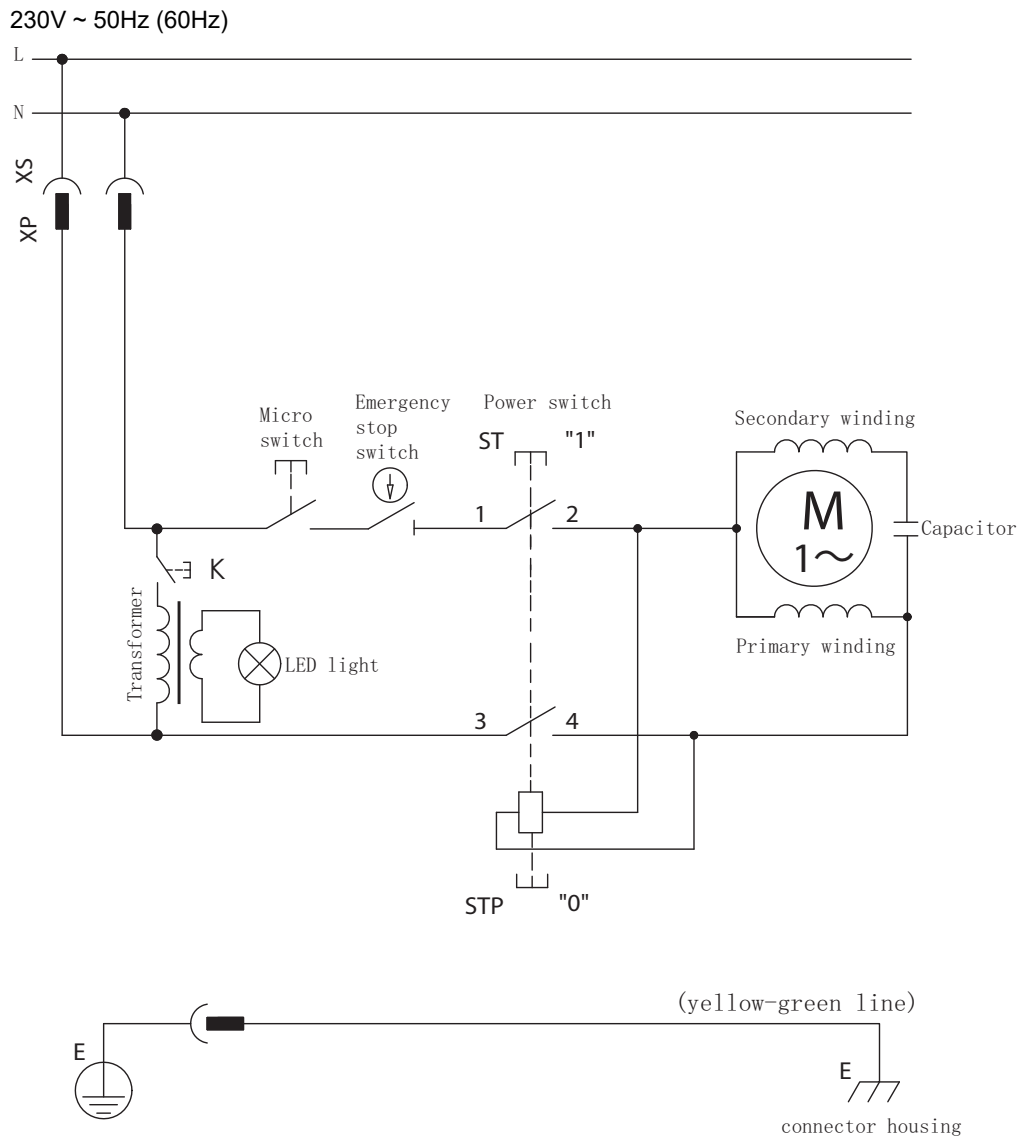 230V ~ 50Hz (60Hz)
L
N
XS
XP
Micro
switch
Emergency
stop
switch
Power switch
ST "1"
1 2
Secondary winding
M
1～
Capacitor
Primary winding
K
Transformer
LED light
3 4
STP "0"
(yellow-green line)
E
E
connector housing